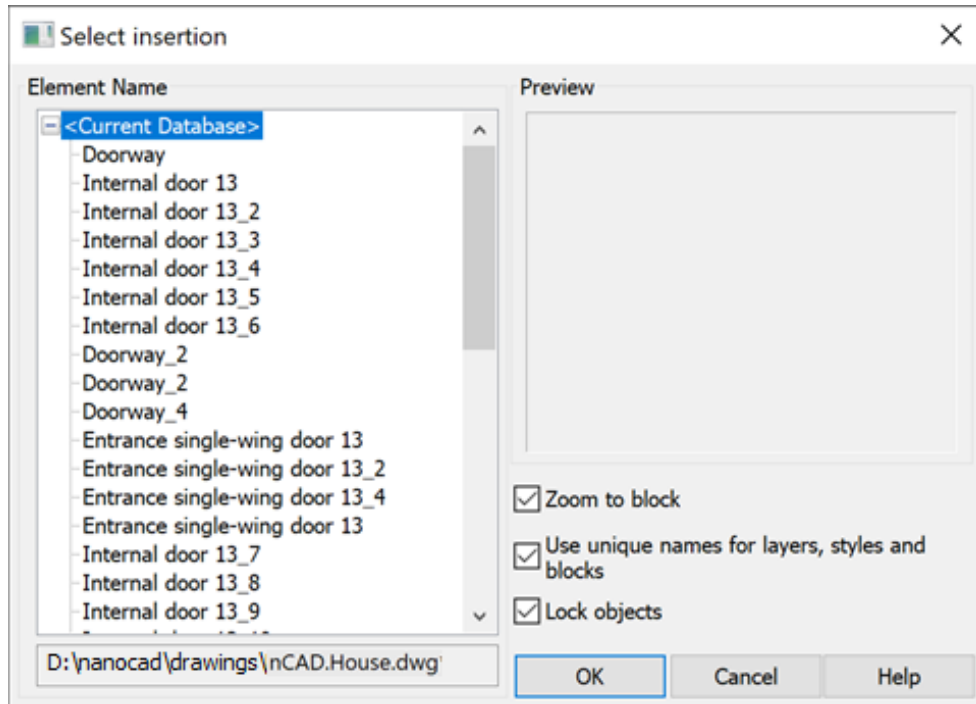 Select insertion
Element Name
<Current Database>
Doorway
Internal door 13
Internal door 13_2
Internal door 13_3
Internal door 13_4
Internal door 13_5
Internal door 13_6
Doorway_2
Doorway_2
Doorway_4
Entrance single-wing door 13
Entrance single-wing door 13_2
Entrance single-wing door 13_4
Entrance single-wing door 13
Internal door 13_7
Internal door 13_8
Internal door 13_9
D:\nanocad\drawings\nCAD.House.dwg'
Preview
Zoom to block
Use unique names for layers, styles and
blocks
Lock objects
OK
Cancel
Help